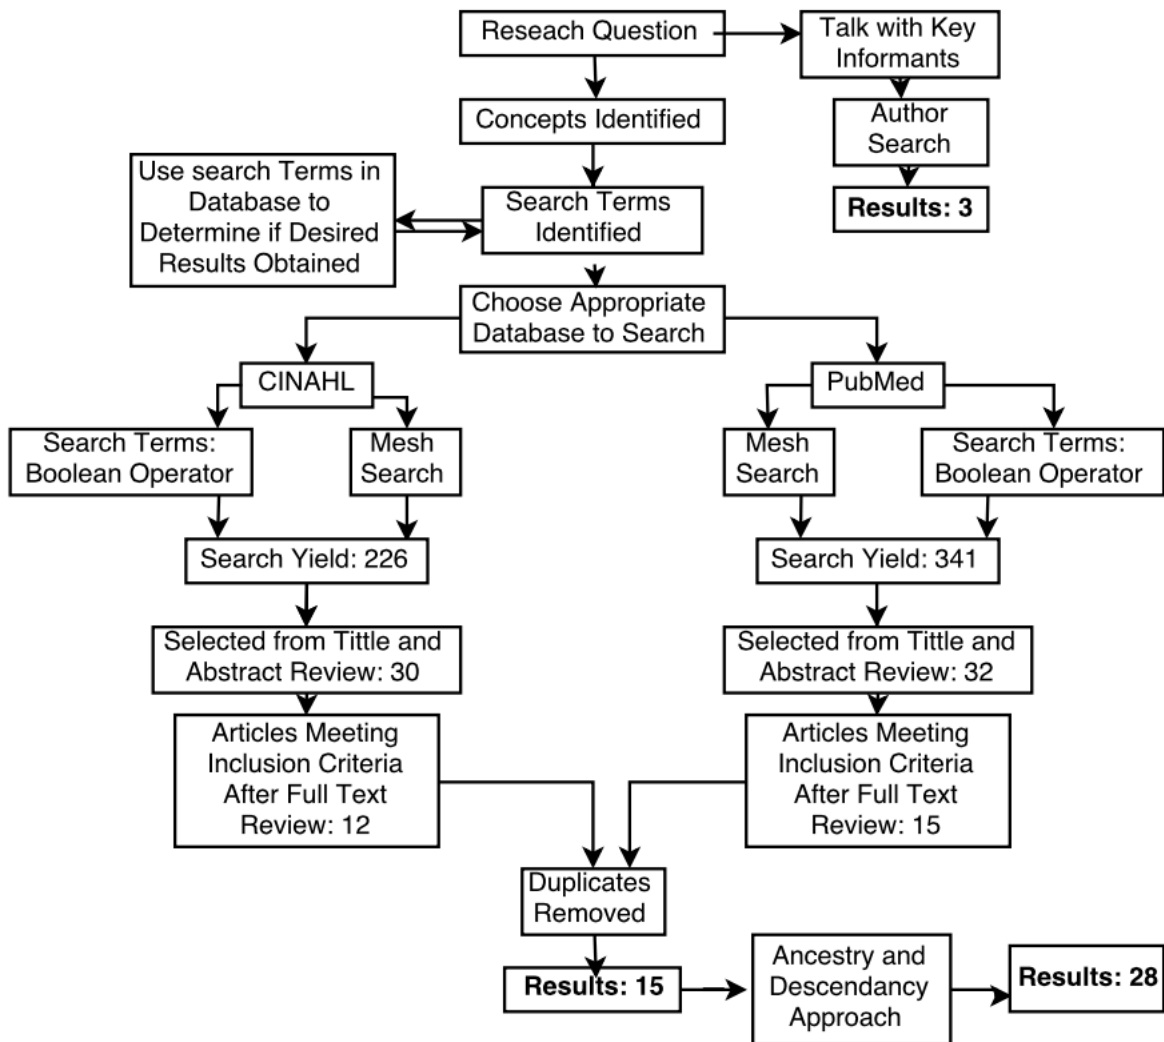 Reseach Question
Talk with Key
Informants
Concepts Identified
Author
Search
Results: 3
Use search Terms in
Database to
Determine if Desired
Results Obtained
Search Terms
Identified
Choose Appropriate
Database to Search
CINAHL
PubMed
Search Terms:
Boolean Operator
Mesh
Search
Mesh
Search
Search Terms:
Boolean Operator
Search Yield: 226
Search Yield: 341
Selected from Tittle and
Abstract Review: 30
Selected from Tittle and
Abstract Review: 32
Articles Meeting
Inclusion Criteria
After Full Text
Review: 12
Articles Meeting
Inclusion Criteria
After Full Text
Review: 15
Duplicates
Removed
Results: 15
Ancestry and
Descendancy
Approach
Results: 28